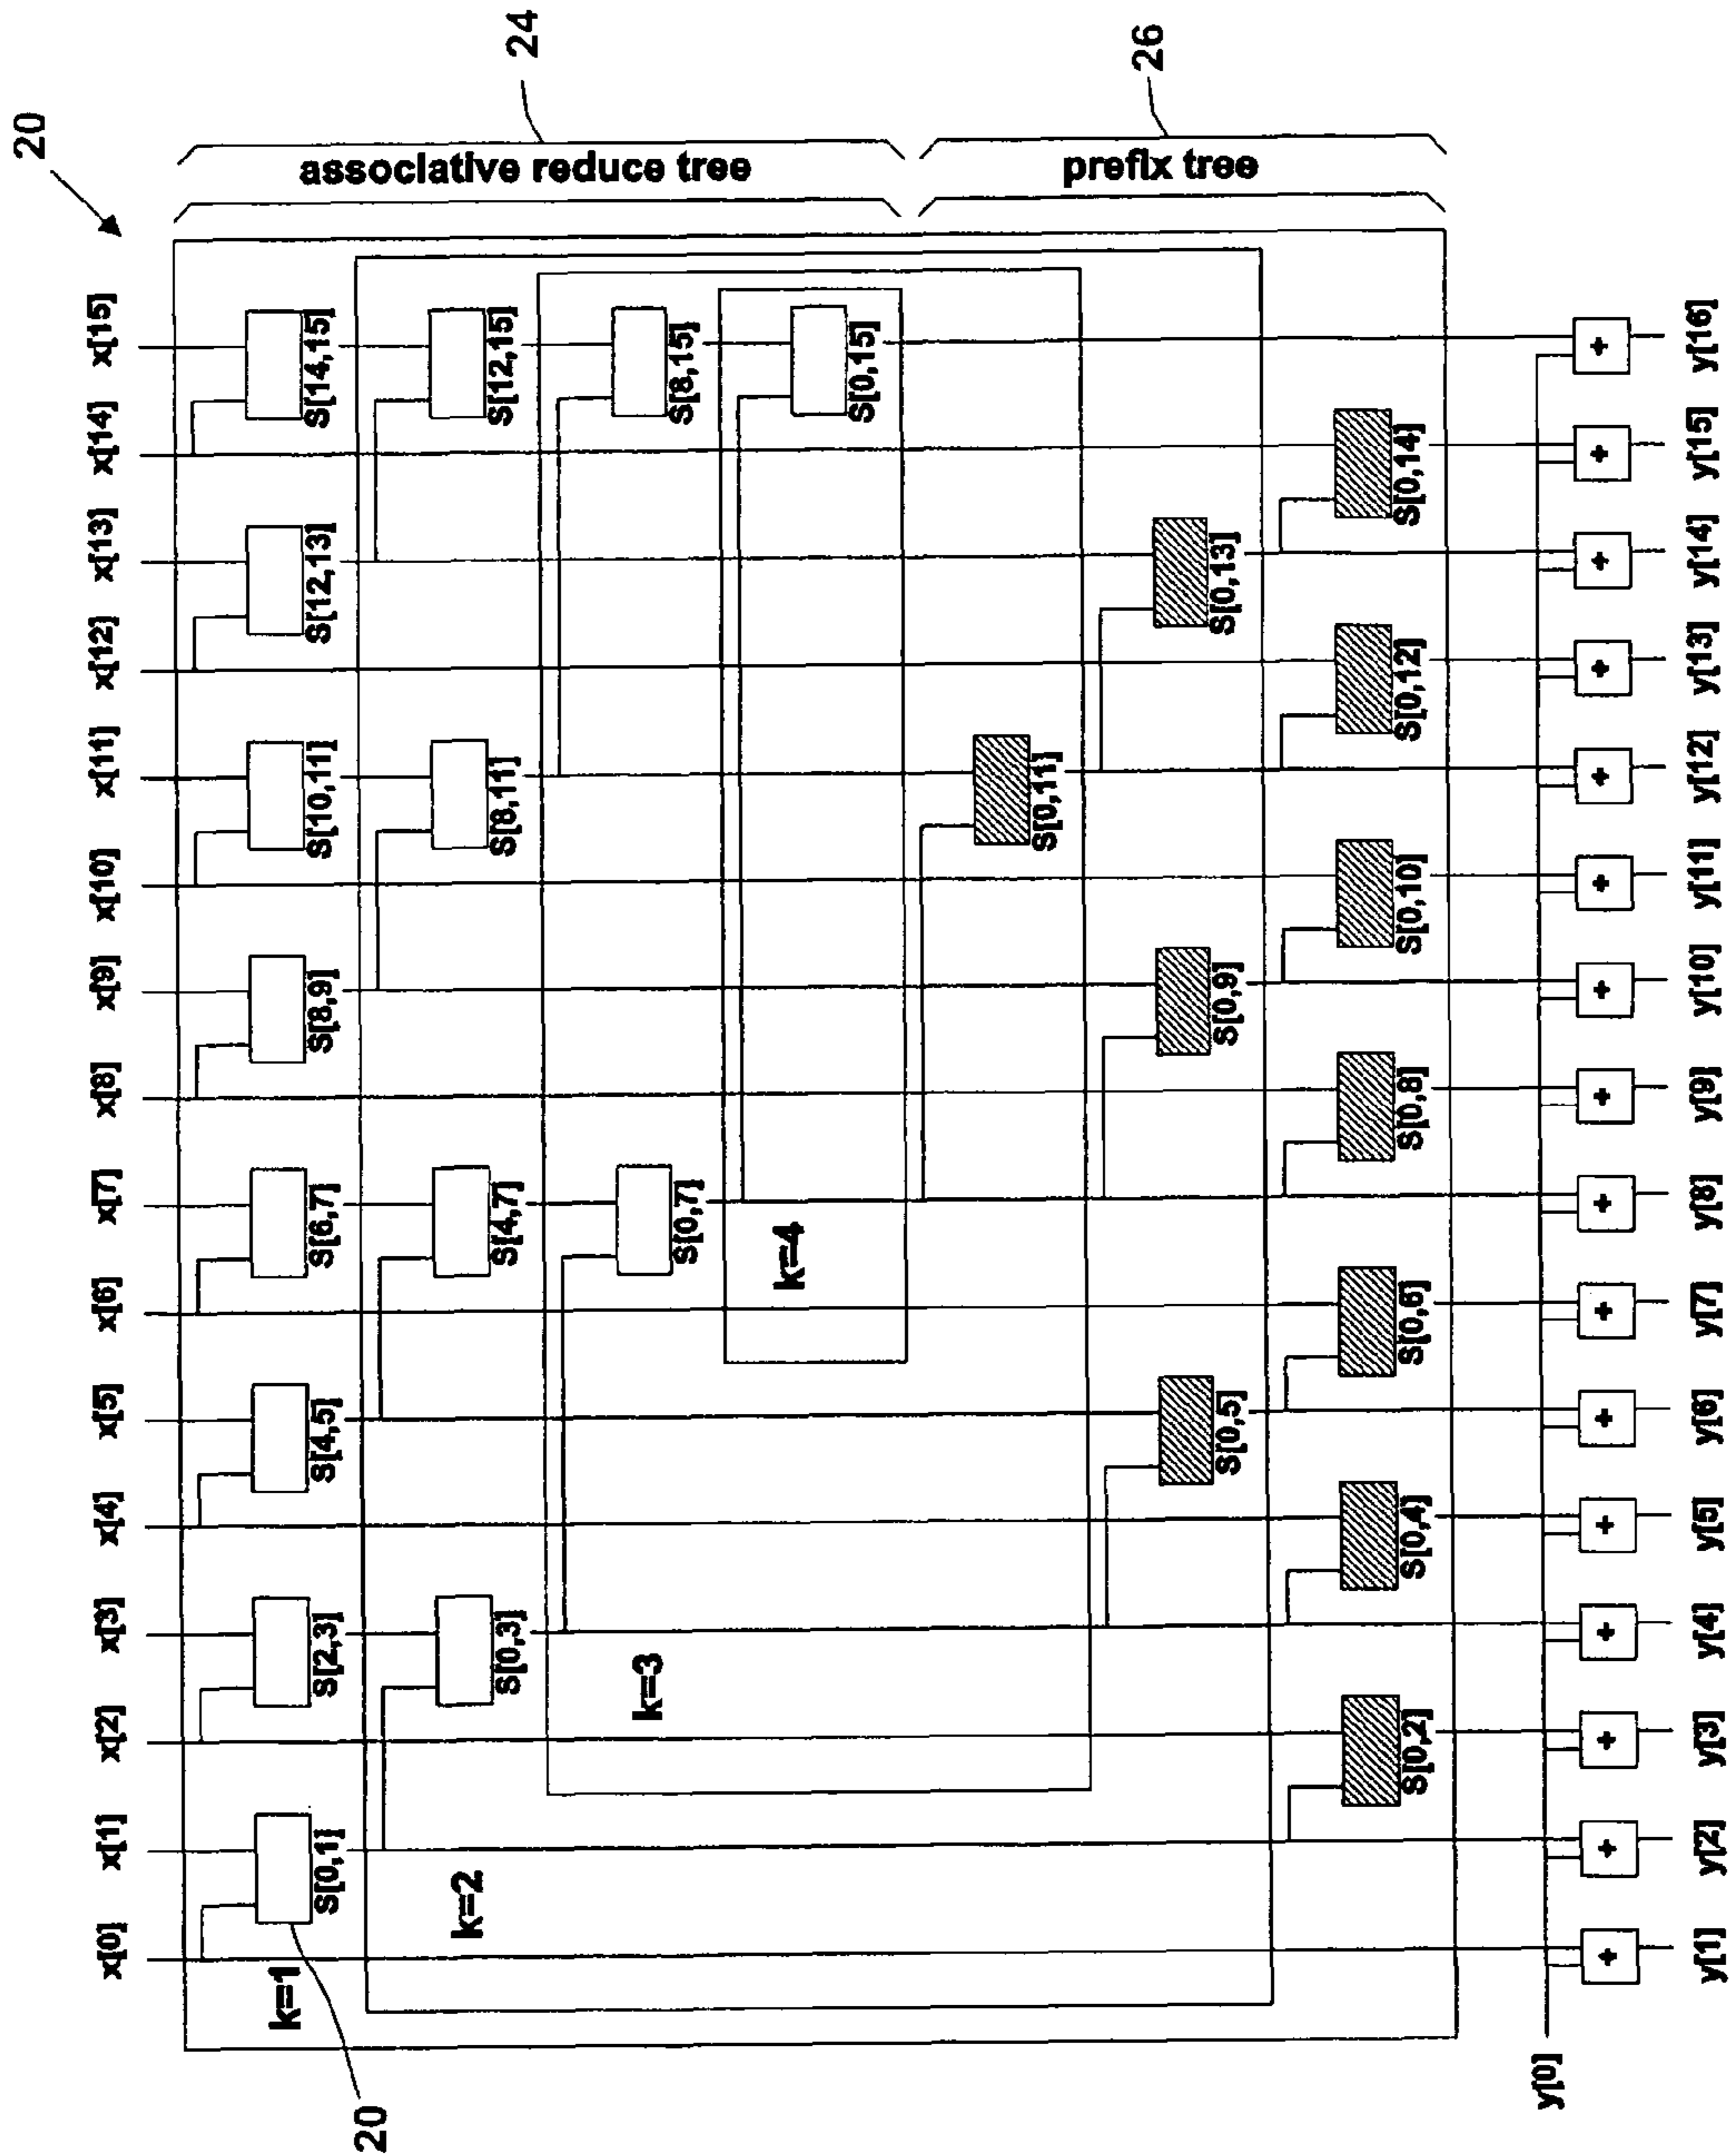 20
24
26
associative reduce tree
prefix tree
x[0] x[1] x[2] x[3] x[4] x[5] x[6] x[7] x[8] x[9] x[10] x[11] x[12] x[13] x[14] x[15]
k=1
20
S[0,1] S[2,3] S[4,5] S[6,7] S[8,9] S[10,11] S[12,13] S[14,15]
k=2
S[0,3] S[4,7] S[8,11] S[12,15]
k=3
S[0,7] S[8,15]
k=4
S[0,15]
S[0,11]
S[0,5] S[0,9] S[0,13]
S[0,2] S[0,4] S[0,6] S[0,8] S[0,10] S[0,12] S[0,14]
y[0]
+ + + + + + + + + + + + + + + +
y[1] y[2] y[3] y[4] y[5] y[6] y[7] y[8] y[9] y[10] y[11] y[12] y[13] y[14] y[15] y[16]